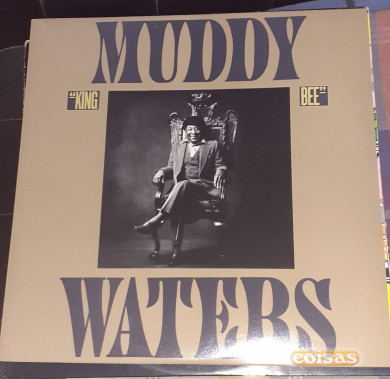 MUDDY
"KING
BEE"
WATERS
coisas